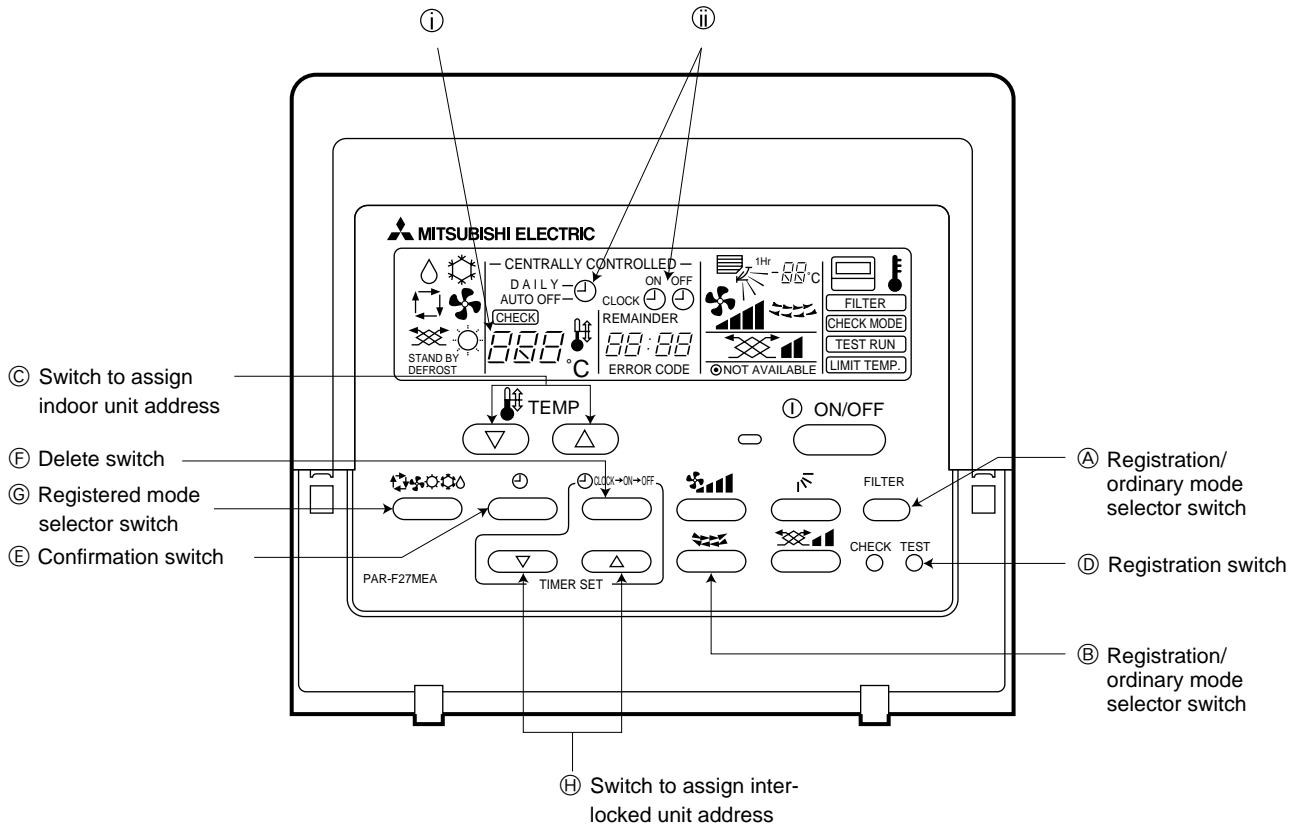 ⓘ ⓘⓘ
MITSUBISHI ELECTRIC
CENTRALLY CONTROLLED
DAILY
AUTO OFF
CLOCK
ON OFF
1Hr
-88°C
CHECK
REMAINDER
FILTER
CHECK MODE
TEST RUN
LIMIT TEMP.
STAND BY
DEFROST
888°C
88:88
ERROR CODE
NOT AVAILABLE
Ⓒ Switch to assign
indoor unit address
TEMP
ON/OFF
Ⓕ Delete switch
Ⓖ Registered mode
selector switch
Ⓔ Confirmation switch
CLOCK→ON→OFF
FILTER
Ⓐ Registration/
ordinary mode
selector switch
CHECK TEST
Ⓓ Registration switch
PAR-F27MEA
TIMER SET
Ⓑ Registration/
ordinary mode
selector switch
Ⓗ Switch to assign inter-
locked unit address